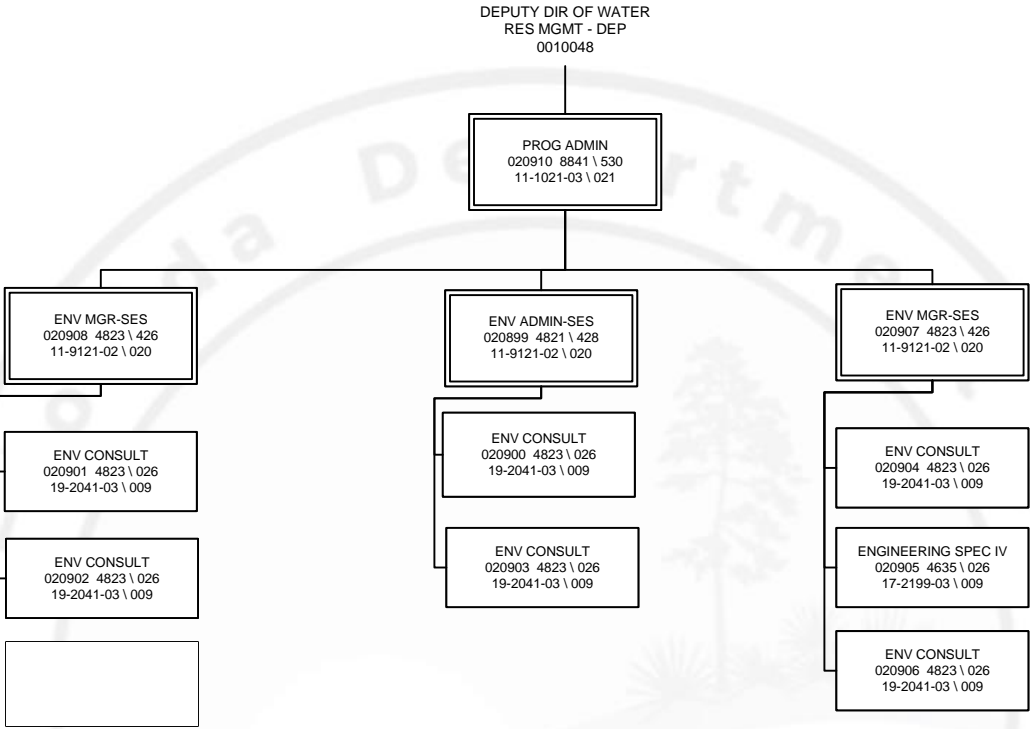 DEPUTY DIR OF WATER
RES MGMT - DEP
0010048
PROG ADMIN
020910 8841 \ 530
11-1021-03 \ 021
ENV MGR-SES
020908 4823 \ 426
11-9121-02 \ 020
ENV CONSULT
020901 4823 \ 026
19-2041-03 \ 009
ENV CONSULT
020902 4823 \ 026
19-2041-03 \ 009
ENV ADMIN-SES
020899 4821 \ 428
11-9121-02 \ 020
ENV CONSULT
020900 4823 \ 026
19-2041-03 \ 009
ENV CONSULT
020903 4823 \ 026
19-2041-03 \ 009
ENV MGR-SES
020907 4823 \ 426
11-9121-02 \ 020
ENV CONSULT
020904 4823 \ 026
19-2041-03 \ 009
ENGINEERING SPEC IV
020905 4635 \ 026
17-2199-03 \ 009
ENV CONSULT
020906 4823 \ 026
19-2041-03 \ 009